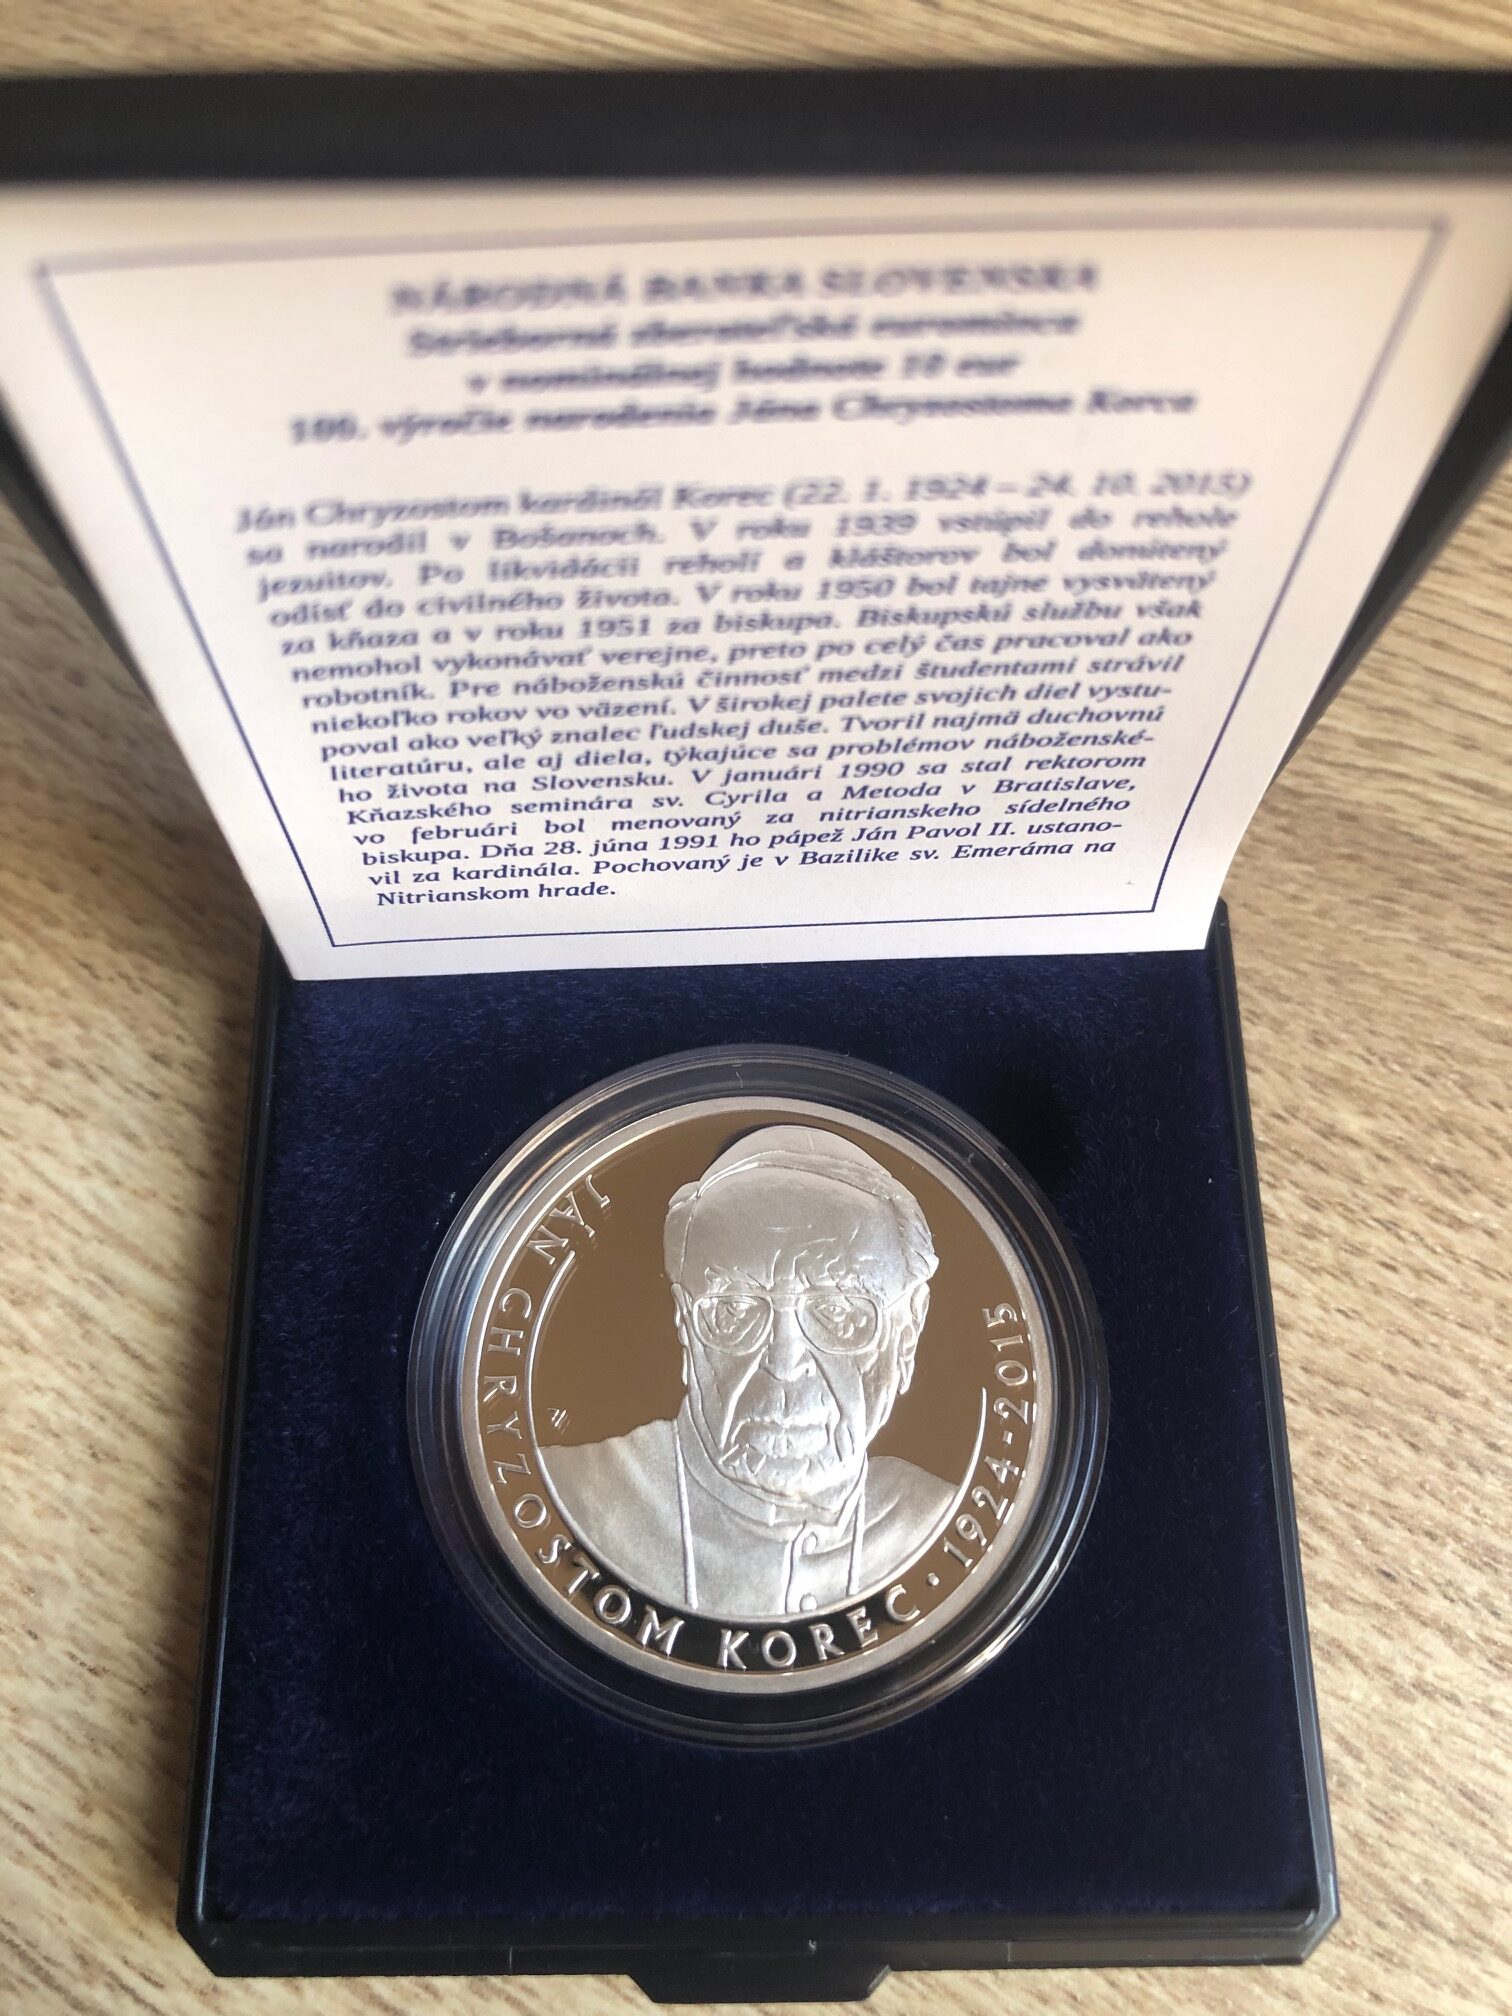 NÁRODNÁ BANKA SLOVENSKA
Strieborná zberateľská eurominca
v nominálnej hodnote 10 eur
100. výročie narodenia Jána Chryzostoma Korca
Ján Chryzostom kardinál Korec (22. 1. 1924 – 24. 10. 2015)
sa narodil v Bošanoch. V roku 1939 vstúpil do rehole
jezuitov. Po likvidácii reholí a kláštorov bol donútený
odísť do civilného života. V roku 1950 bol tajne vysvätený
za kňaza a v roku 1951 za biskupa. Biskupskú službu však
nemohol vykonávať verejne, preto po celý čas pracoval ako
robotník. Pre náboženskú činnosť medzi študentami strávil
niekoľko rokov vo väzení. V širokej palete svojich diel vystu-
poval ako veľký znalec ľudskej duše. Tvoril najmä duchovnú
literatúru, ale aj diela, týkajúce sa problémov náboženské-
ho života na Slovensku. V januári 1990 sa stal rektorom
Kňazského seminára sv. Cyrila a Metoda v Bratislave,
vo februári bol menovaný za nitrianskeho sídelného
biskupa. Dňa 28. júna 1991 ho pápež Ján Pavol II. ustano-
vil za kardinála. Pochovaný je v Bazilike sv. Emeráma na
Nitrianskom hrade.
JÁN CHRYZOSTOM KOREC · 1924-2015